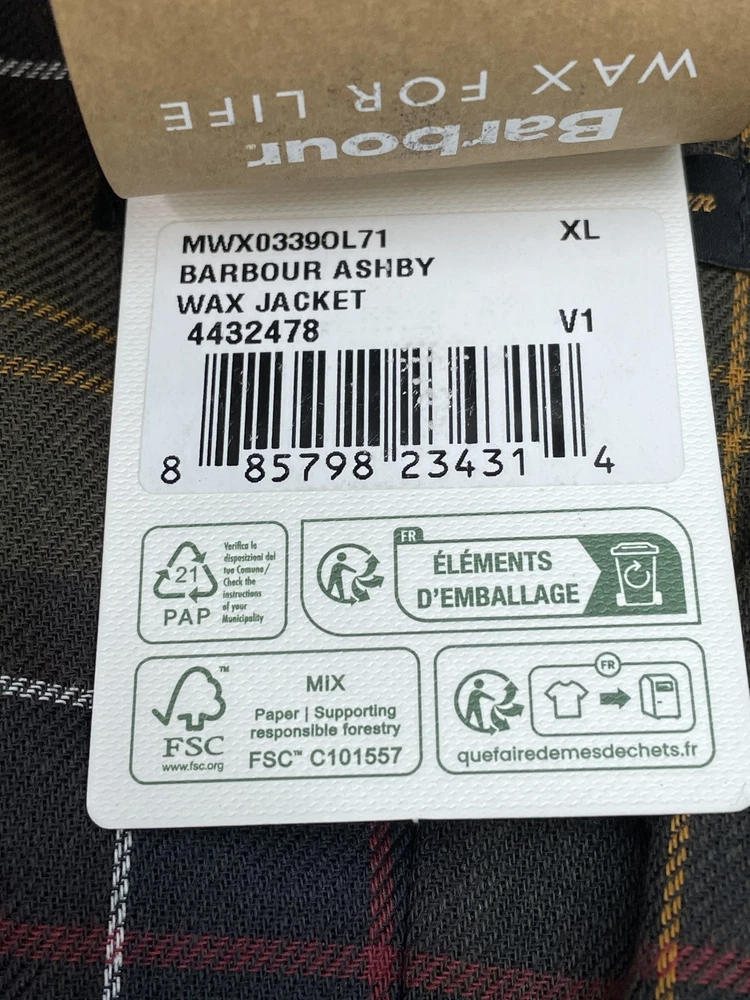 Barbour
WAX FOR LIFE
MWX0339OL71 XL
BARBOUR ASHBY
WAX JACKET
4432478 V1
8 85798 23431 4
21
PAP
Verifica le
disposizioni del
tuo Comune/
Check the
instructions
of your
Municipality
FR
ÉLÉMENTS
D'EMBALLAGE
FSC™
www.fsc.org
MIX
Paper | Supporting
responsible forestry
FSC™ C101557
FR
quefairedemesdechets.fr